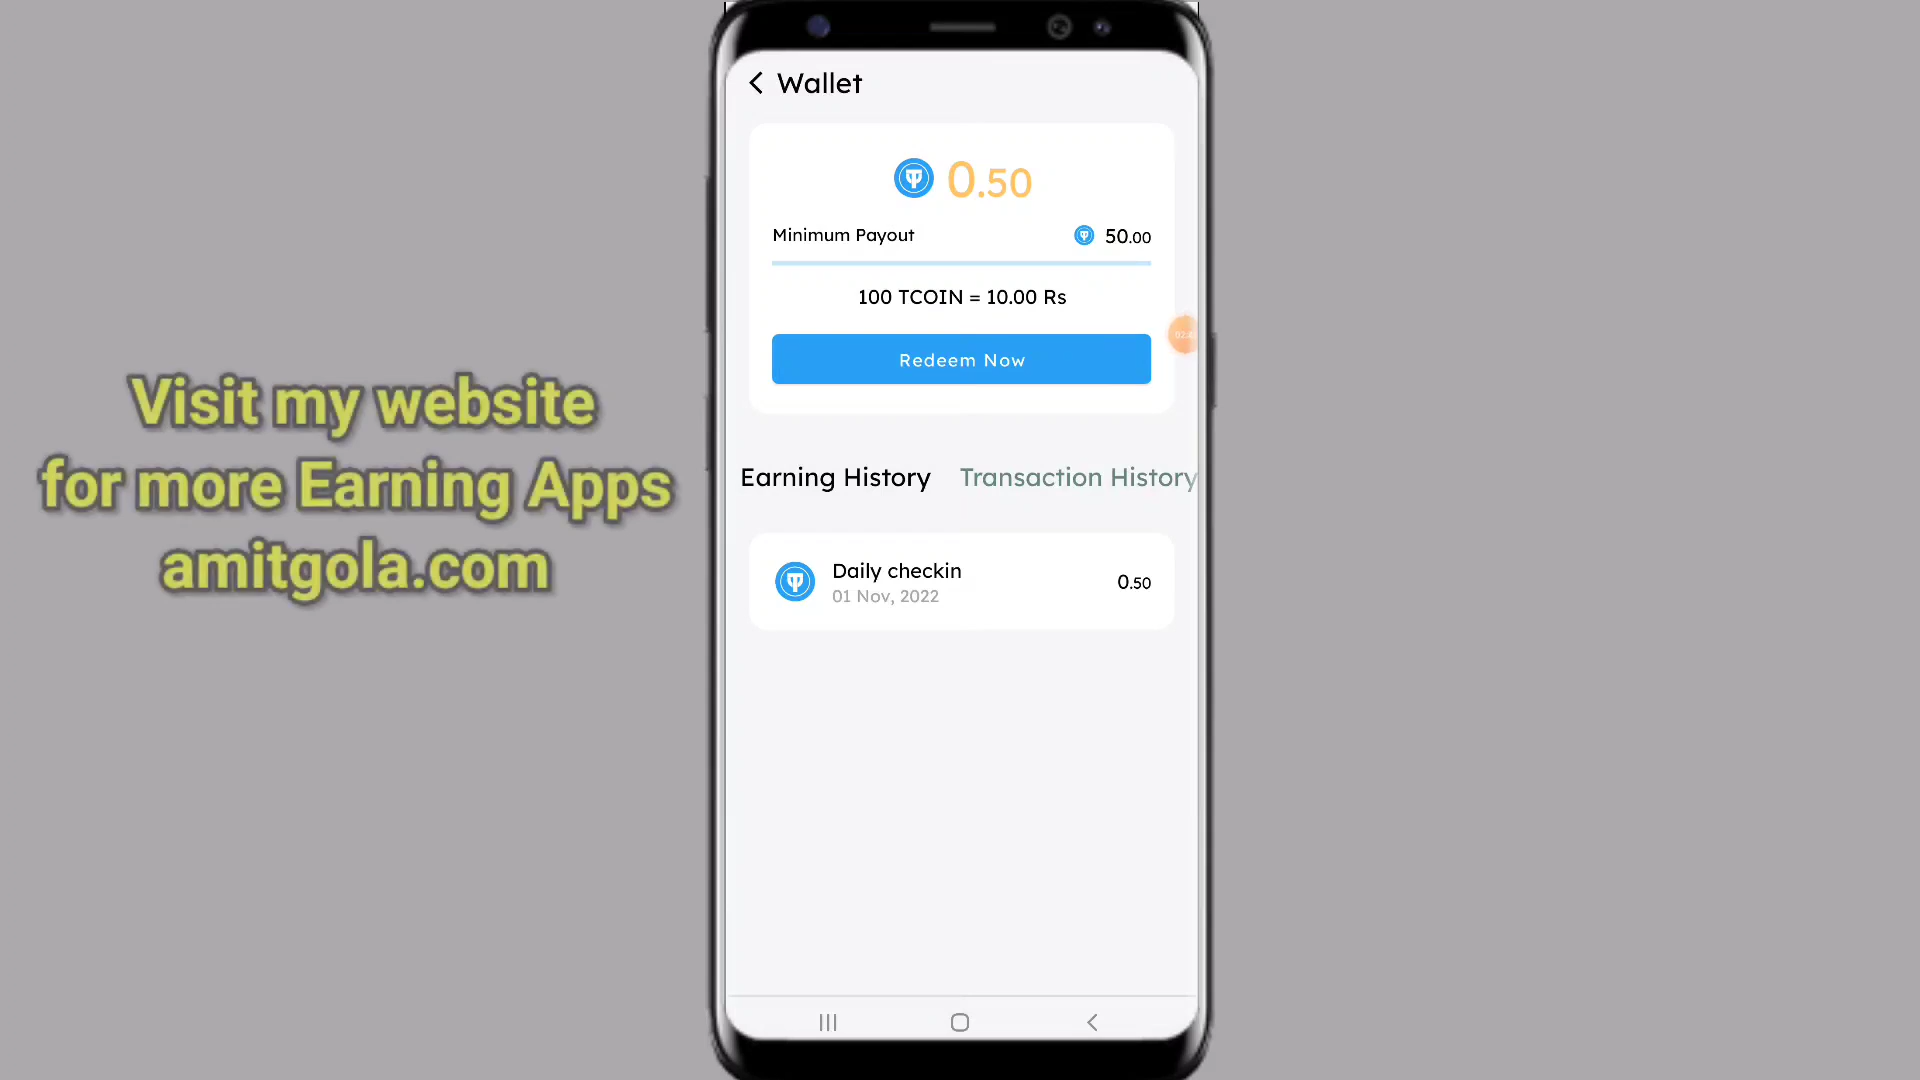 Wallet
0.50
Minimum Payout 50.00
100 TCOIN = 10.00 Rs
Redeem Now
Visit my website
for more Earning Apps
amitgola.com
Earning History Transaction History
Daily checkin
01 Nov, 2022
0.50